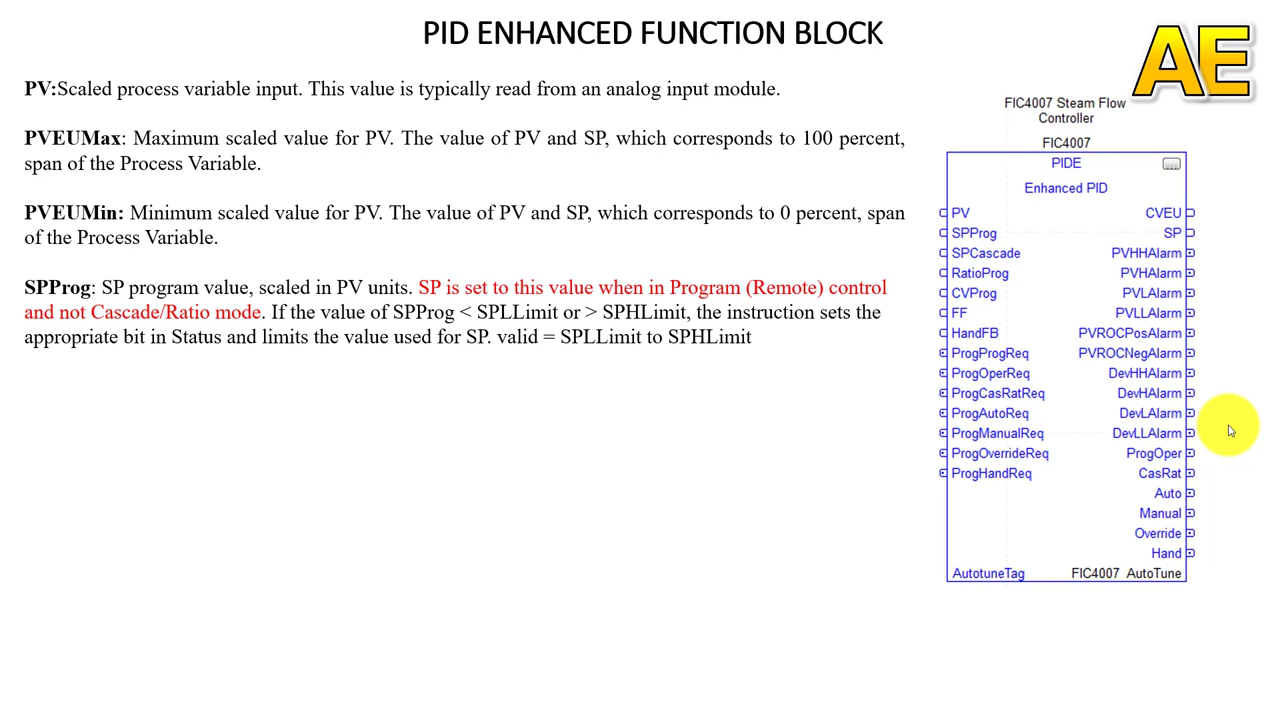 PID ENHANCED FUNCTION BLOCK
AE
PV:Scaled process variable input. This value is typically read from an analog input module.
PVEUMax: Maximum scaled value for PV. The value of PV and SP, which corresponds to 100 percent,
span of the Process Variable.
PVEUMin: Minimum scaled value for PV. The value of PV and SP, which corresponds to 0 percent, span
of the Process Variable.
SPProg: SP program value, scaled in PV units. SP is set to this value when in Program (Remote) control
and not Cascade/Ratio mode. If the value of SPProg < SPLLimit or > SPHLimit, the instruction sets the
appropriate bit in Status and limits the value used for SP. valid = SPLLimit to SPHLimit
FIC4007 Steam Flow
Controller
FIC4007
PIDE
Enhanced PID
PV CVEU
SPProg SP
SPCascade PVHHAlarm
RatioProg PVHAlarm
CVProg PVLAlarm
FF PVLLAlarm
HandFB PVROCPosAlarm
ProgProgReq PVROCNegAlarm
ProgOperReq DevHHAlarm
ProgCasRatReq DevHAlarm
ProgAutoReq DevLAlarm
ProgManualReq DevLLAlarm
ProgOverrideReq ProgOper
ProgHandReq CasRat
Auto
Manual
Override
Hand
AutotuneTag FIC4007_AutoTune